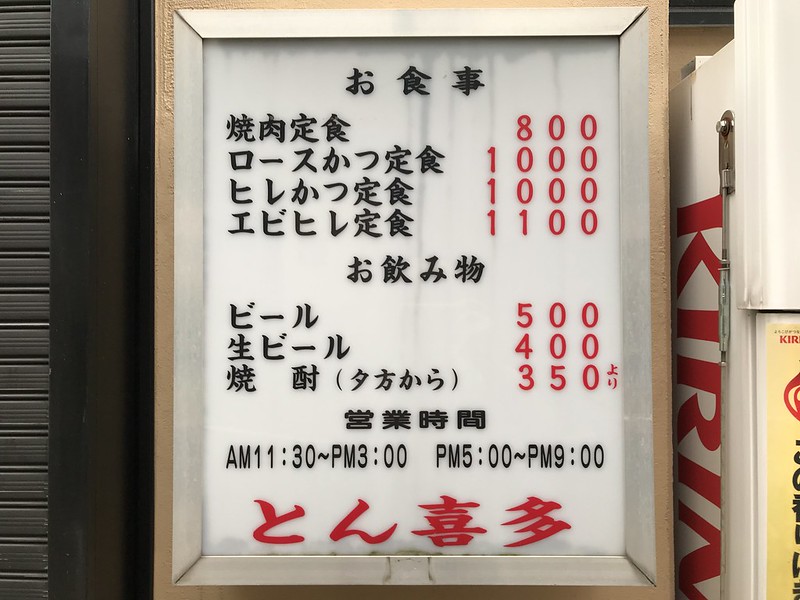 お食事
焼肉定食 800
ロースかつ定食 1000
ヒレかつ定食 1000
エビヒレ定食 1100
お飲み物
ビール 500
生ビール 400
焼 酎（夕方から） 350より
営業時間
AM11:30~PM3:00 PM5:00~PM9:00
とん喜多
KIRIN